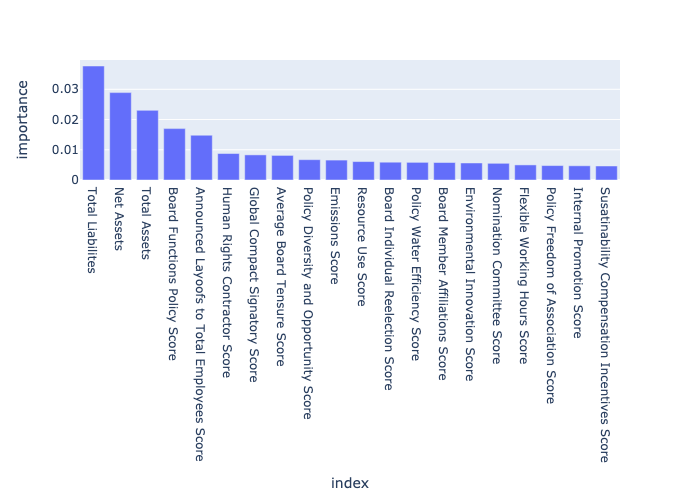 importance
0.03
0.02
0.01
0
Total Liabilites
Net Assets
Total Assets
Board Functions Policy Score
Announced Layoofs to Total Employees Score
Human Rights Contractor Score
Global Compact Signatory Score
Average Board Tensure Score
Policy Diversity and Opportunity Score
Emissions Score
Resource Use Score
Board Individual Reelection Score
Policy Water Efficiency Score
Board Member Affiliations Score
Environmental Innovation Score
Nomination Committee Score
Flexible Working Hours Score
Policy Freedom of Association Score
Internal Promotion Score
Susatinability Compensation Incentives Score
index